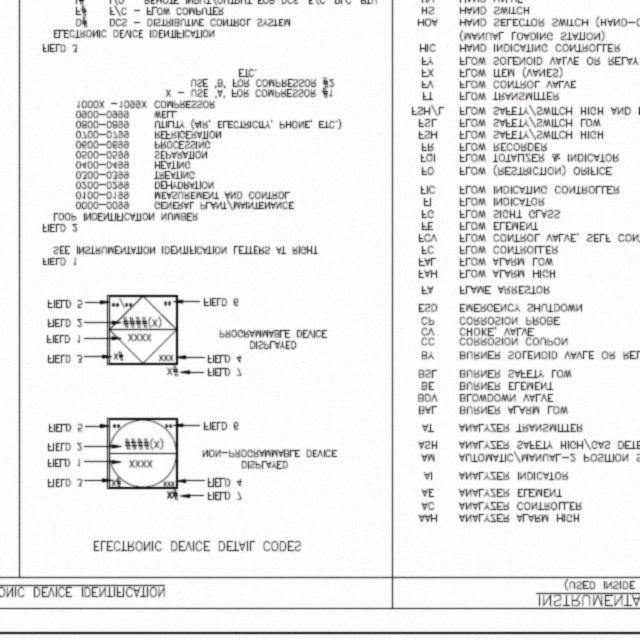 ONIC DEVICE IDENTIFICATION
ELECTRONIC DEVICE DETAIL CODES
X# FIELD 7
FIELD 3 X# XXX FIELD 4
FIELD 1 XXXX
DISPLAYED
NON-PROGRAMMABLE DEVICE
FIELD 2 ####(X)
FIELD 5 ** ** FIELD 6
X# FIELD 7
FIELD 3 X# XXX FIELD 4
DISPLAYED
PROGRAMMABLE DEVICE
FIELD 1 XXXX
FIELD 2 ####(X)
FIELD 5 ** ** FIELD 6
FIELD 1
SEE INSTRUMENTATION IDENTIFICATION LETTERS AT RIGHT
FIELD 2
LOOP INDENTIFICATION NUMBER
0000-0099 GENERAL PLANT/MAINTENANCE
0100-0199 MEASUREMENT AND CONTROL
0200-0299 DEHYDRATION
0300-0399 TREATING
0400-0499 HEATING
0500-0599 SEPARATION
0600-0699 PROCESSING
0700-0799 REFRIGERATION
0800-0899 UTILITY (AIR, ELECTRICITY, PHONE, ETC.)
0900-0999 WELL
1000X -1099X COMPRESSOR
X - USE 'A' FOR COMPRESSOR #1
USE 'B' FOR COMPRESSOR #2
ETC.
FIELD 3
ELECTRONIC DEVICE IDENTIFICATION
D# DCS - DISTRIBUTIVE CONTROL SYSTEM
F# F/C - FLOW COMPUTER
INSTRUMENTA
(USED INSIDE
AAH ANALYZER ALARM HIGH
AC ANALYZER CONTROLLER
AE ANALYZER ELEMENT
AI ANALYZER INDICATOR
AM AUTOMATIC/MANUAL-2 POSITION S
ASH ANALYZER SAFETY HIGH/GAS DETE
AT ANALYZER TRANSMITTER
BAL BURNER ALARM LOW
BDV BLOWDOWN VALVE
BE BURNER ELEMENT
BSL BURNER SAFETY LOW
BY BURNER SOLENOID VAVLE OR REL
CC CORROSION COUPON
CV CHOKE, VALVE
CP CORROSION PROBE
ESD EMERGENCY SHUTDOWN
FA FLAME ARRESTOR
FAH FLOW ALARM HIGH
FAL FLOW ALARM LOW
FC FLOW CONTROLLER
FCV FLOW CONTROL VALVE, SELF CON
FE FLOW ELEMENT
FG FLOW SIGHT GLASS
FI FLOW INDICATOR
FIC FLOW INDICATING CONTROLLER
FO FLOW (RESTRICTION) ORIFICE
FQI FLOW TOTALIZER & INDICATOR
FR FLOW RECORDER
FSH FLOW SAFETY/SWITCH HIGH
FSL FLOW SAFETY/SWITCH LOW
FSH/L FLOW SAFETY/SWITCH HIGH AND
FT FLOW TRANSMITTER
FV FLOW CONTROL VALVE
FX FLOW ITEM (VANES)
FY FLOW SOLENOID VALVE OR RELAY
HIC HAND INDICATING CONTROLLER
(MANUAL LOADING STATION)
HOA HAND SELECTOR SWITCH (HAND-O
HS HAND SWITCH